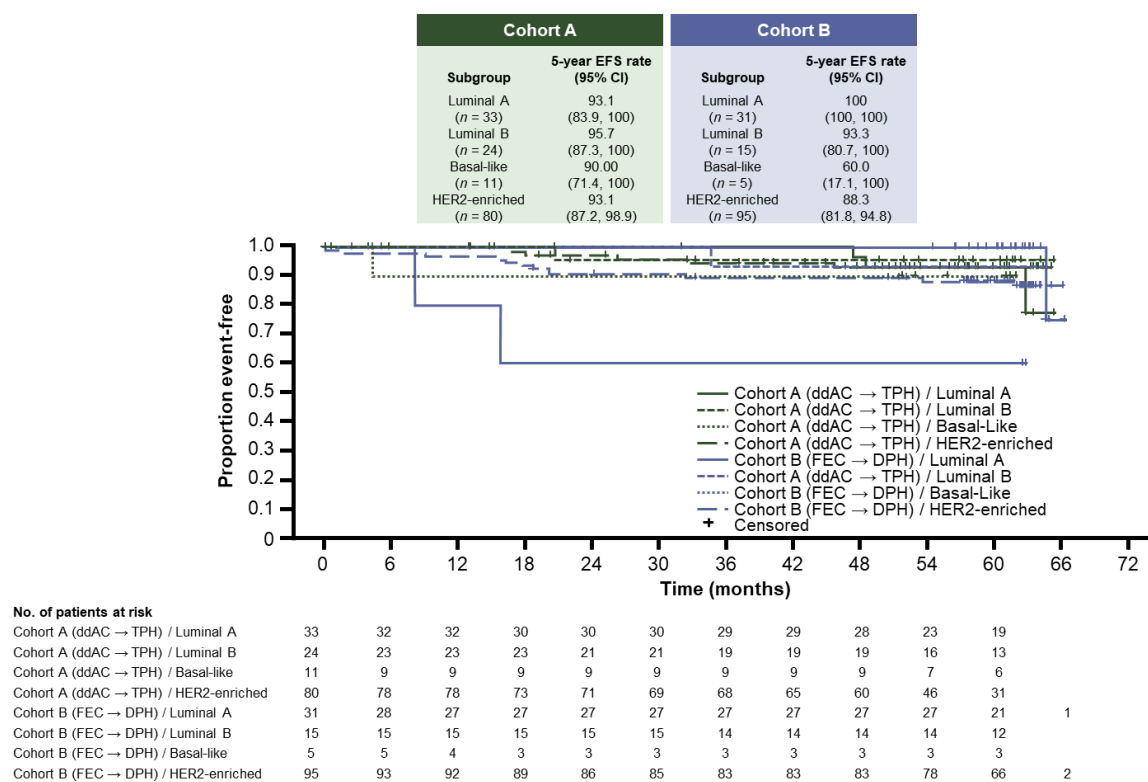 Cohort A
Cohort B
Subgroup
5-year EFS rate
(95% CI)
Subgroup
5-year EFS rate
(95% CI)
Luminal A 93.1 Luminal A 100
(n = 33) (83.9, 100) (n = 31) (100, 100)
Luminal B 95.7 Luminal B 93.3
(n = 24) (87.3, 100) (n = 15) (80.7, 100)
Basal-like 90.00 Basal-like 60.0
(n = 11) (71.4, 100) (n = 5) (17.1, 100)
HER2-enriched 93.1 HER2-enriched 88.3
(n = 80) (87.2, 98.9) (n = 95) (81.8, 94.8)
Proportion event-free
1.0
0.9
0.8
0.7
0.6
0.5
0.4
0.3
0.2
0.1
0
Cohort A (ddAC → TPH) / Luminal A
Cohort A (ddAC → TPH) / Luminal B
Cohort A (ddAC → TPH) / Basal-Like
Cohort A (ddAC → TPH) / HER2-enriched
Cohort B (FEC → DPH) / Luminal A
Cohort A (ddAC → TPH) / Luminal B
Cohort B (FEC → DPH) / Basal-Like
Cohort B (FEC → DPH) / HER2-enriched
+ Censored
0 6 12 18 24 30 36 42 48 54 60 66 72
Time (months)
No. of patients at risk
Cohort A (ddAC → TPH) / Luminal A 33 32 32 30 30 30 29 29 28 23 19
Cohort A (ddAC → TPH) / Luminal B 24 23 23 23 21 21 19 19 19 16 13
Cohort A (ddAC → TPH) / Basal-like 11 9 9 9 9 9 9 9 9 7 6
Cohort A (ddAC → TPH) / HER2-enriched 80 78 78 73 71 69 68 65 60 46 31
Cohort B (FEC → DPH) / Luminal A 31 28 27 27 27 27 27 27 27 27 21 1
Cohort B (FEC → DPH) / Luminal B 15 15 15 15 15 15 14 14 14 14 12
Cohort B (FEC → DPH) / Basal-like 5 5 4 3 3 3 3 3 3 3 3
Cohort B (FEC → DPH) / HER2-enriched 95 93 92 89 86 85 83 83 83 78 66 2